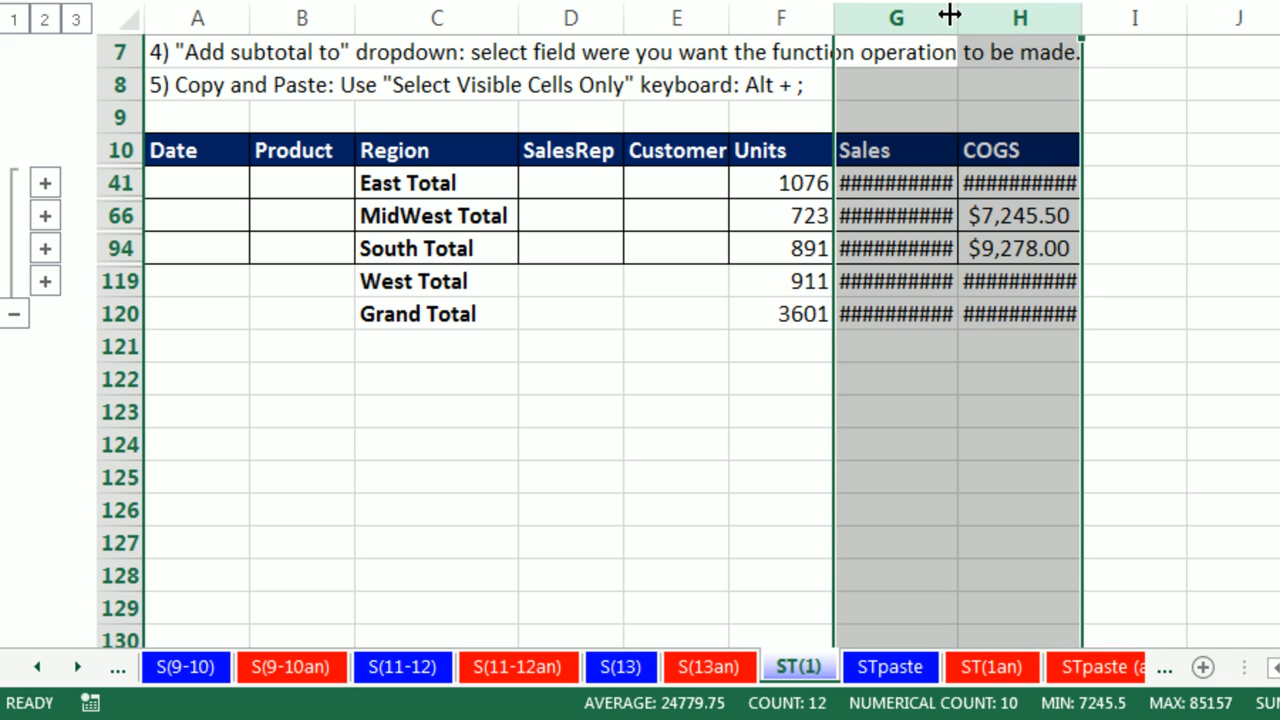 1 2 3 A B C D E F G H I J
7 4) "Add subtotal to" dropdown: select field were you want the function operation to be made.
8 5) Copy and Paste: Use "Select Visible Cells Only" keyboard: Alt + ;
9
10 Date Product Region SalesRep Customer Units Sales COGS
+ 41 East Total 1076 ########## ##########
+ 66 MidWest Total 723 ########## $7,245.50
+ 94 South Total 891 ########## $9,278.00
+ 119 West Total 911 ########## ##########
− 120 Grand Total 3601 ########## ##########
121
122
123
124
125
126
127
128
129
130
... S(9-10) S(9-10an) S(11-12) S(11-12an) S(13) S(13an) ST(1) STpaste ST(1an) STpaste (a ...
READY AVERAGE: 24779.75 COUNT: 12 NUMERICAL COUNT: 10 MIN: 7245.5 MAX: 85157 SU